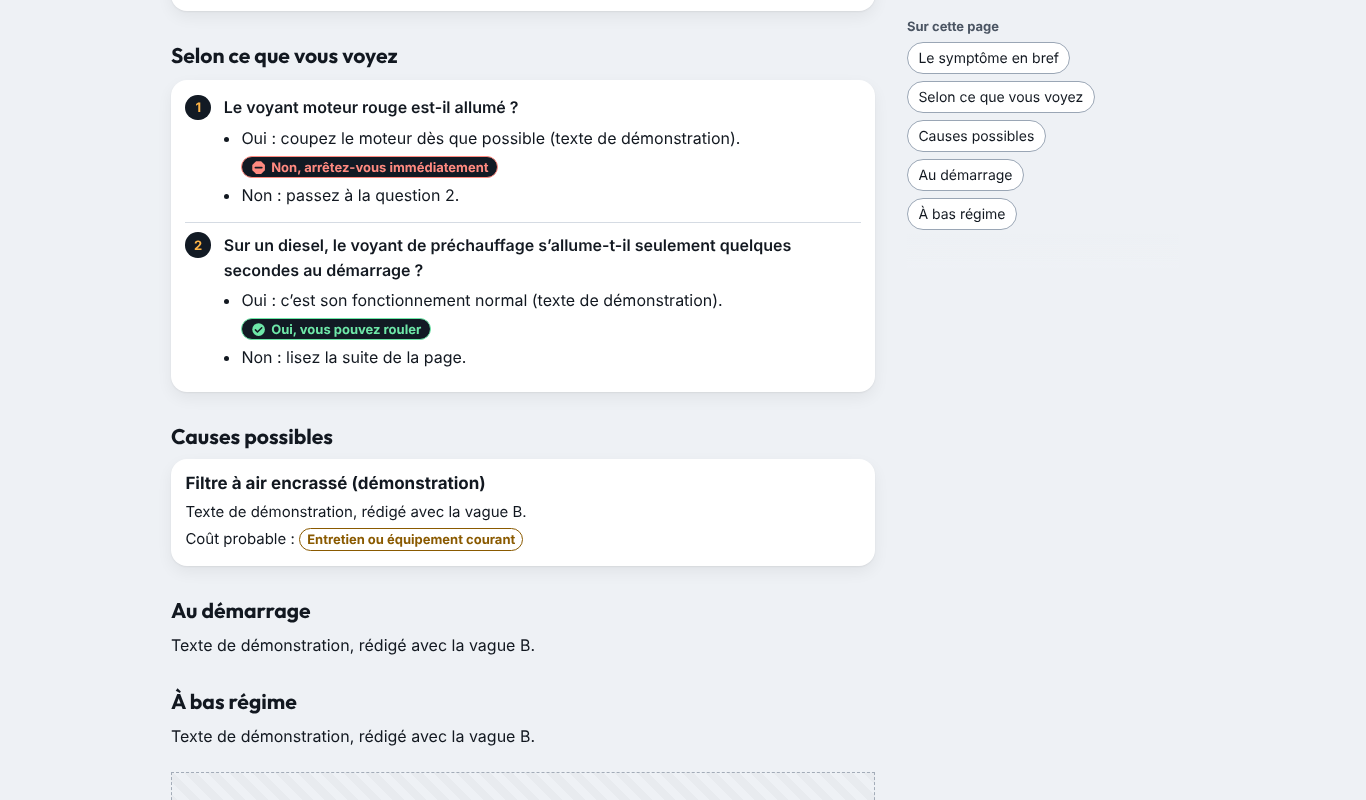 Selon ce que vous voyez
1 Le voyant moteur rouge est-il allumé ?
• Oui : coupez le moteur dès que possible (texte de démonstration).
Non, arrêtez-vous immédiatement
• Non : passez à la question 2.
2 Sur un diesel, le voyant de préchauffage s’allume-t-il seulement quelques
secondes au démarrage ?
• Oui : c’est son fonctionnement normal (texte de démonstration).
Oui, vous pouvez rouler
• Non : lisez la suite de la page.
Causes possibles
Filtre à air encrassé (démonstration)
Texte de démonstration, rédigé avec la vague B.
Coût probable : Entretien ou équipement courant
Au démarrage
Texte de démonstration, rédigé avec la vague B.
À bas régime
Texte de démonstration, rédigé avec la vague B.
Sur cette page
Le symptôme en bref
Selon ce que vous voyez
Causes possibles
Au démarrage
À bas régime